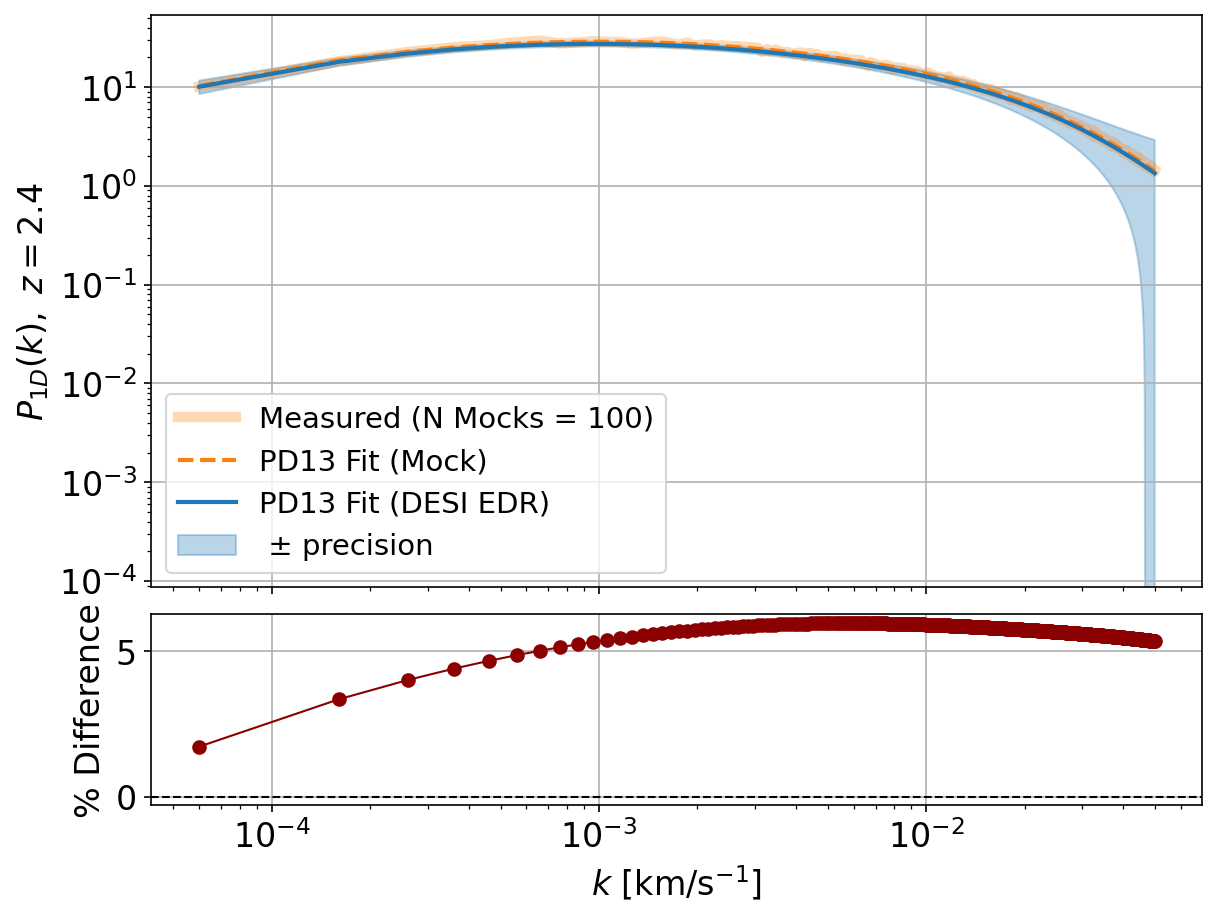 10¹
10⁰
10⁻¹
10⁻²
10⁻³
10⁻⁴
P₁D(k), z = 2.4
Measured (N Mocks = 100)
PD13 Fit (Mock)
PD13 Fit (DESI EDR)
± precision
5
0
% Difference
10⁻⁴ 10⁻³ 10⁻²
k [km/s⁻¹]